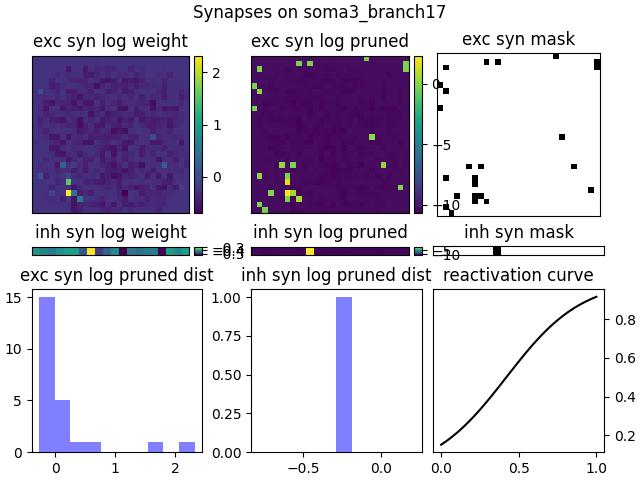 Synapses on soma3_branch17
exc syn log weight
exc syn log pruned
exc syn mask
2
1
0
0
−5
−10
inh syn log weight
inh syn log pruned
inh syn mask
exc syn log pruned dist
inh syn log pruned dist
reactivation curve
15
10
5
0
0
1
2
1.00
0.75
0.50
0.25
0.00
−0.5
0.0
0.8
0.6
0.4
0.2
0.0
0.5
1.0